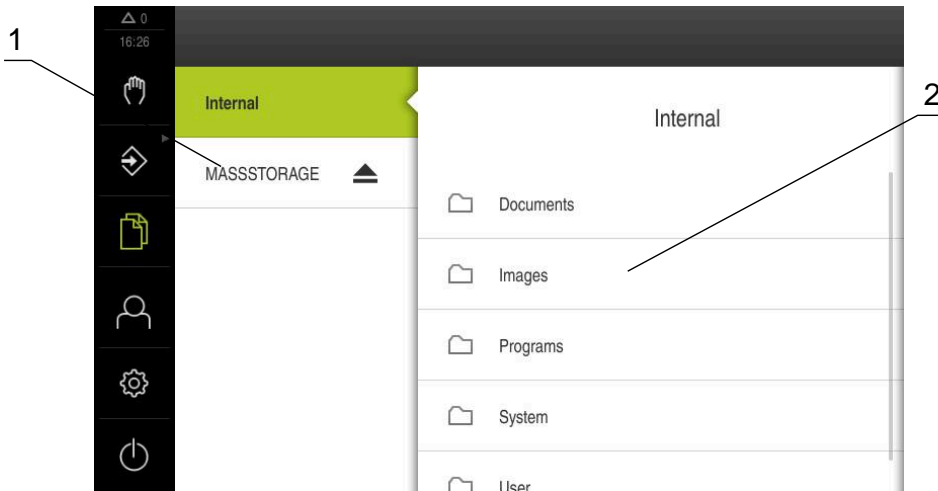 1
0
16:26
Internal
MASSSTORAGE
2
Internal
Documents
Images
Programs
System
User